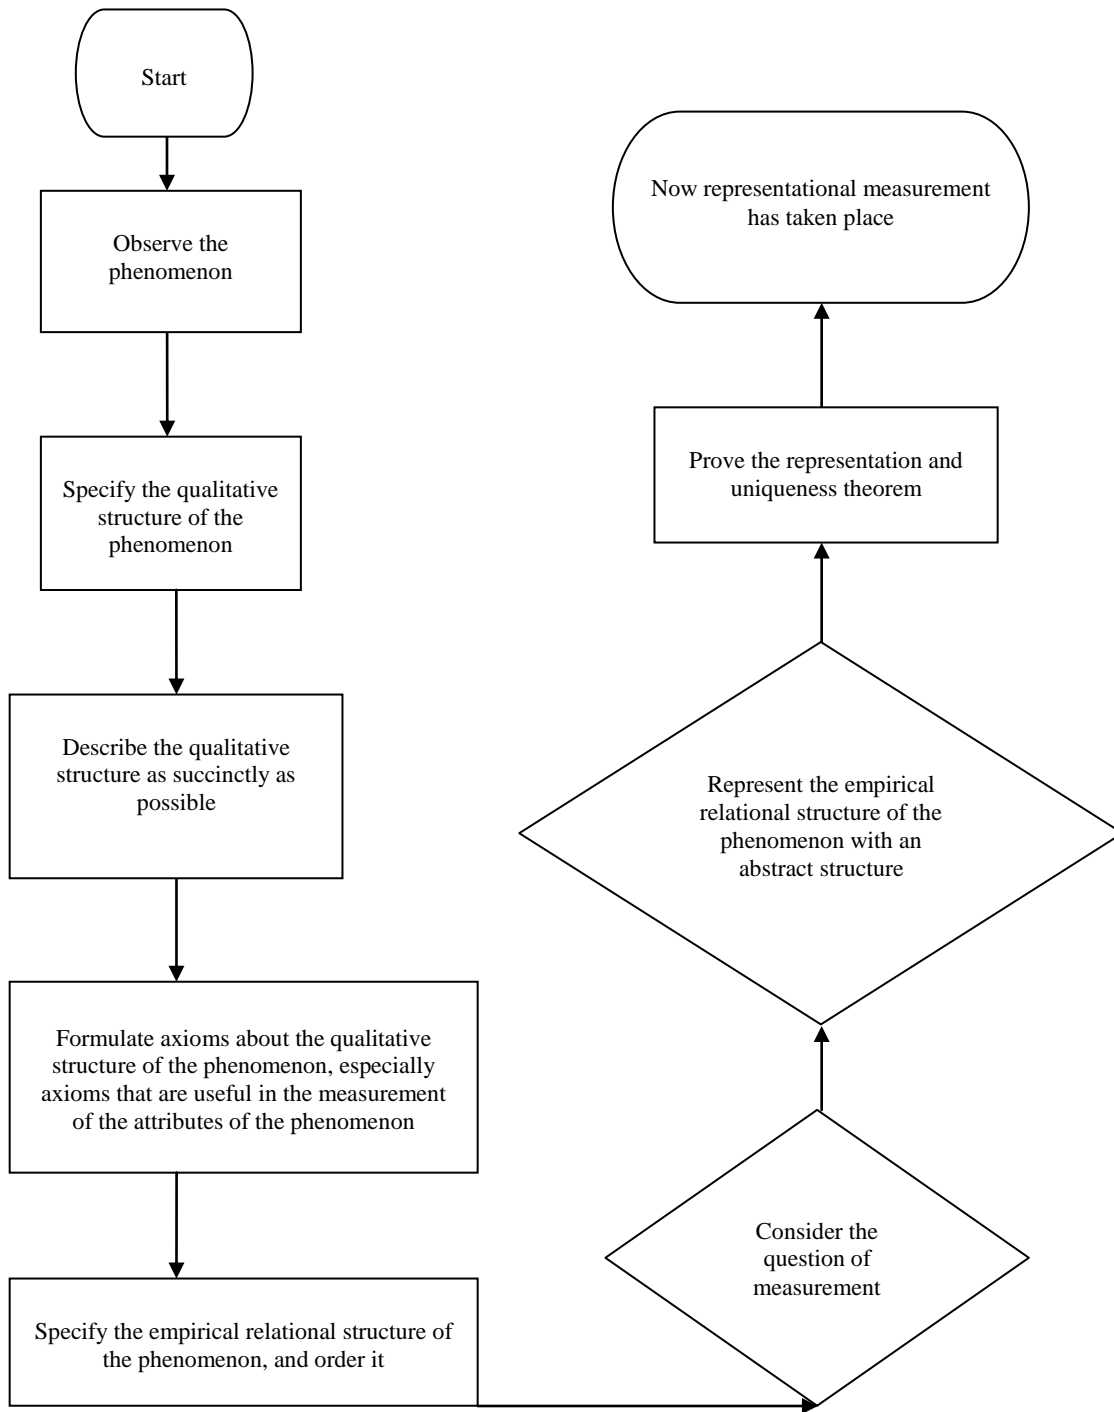 Start
Observe the
phenomenon
Specify the qualitative
structure of the
phenomenon
Describe the qualitative
structure as succinctly as
possible
Formulate axioms about the qualitative
structure of the phenomenon, especially
axioms that are useful in the measurement
of the attributes of the phenomenon
Specify the empirical relational structure of
the phenomenon, and order it
Consider the
question of
measurement
Represent the empirical
relational structure of the
phenomenon with an
abstract structure
Prove the representation and
uniqueness theorem
Now representational measurement
has taken place